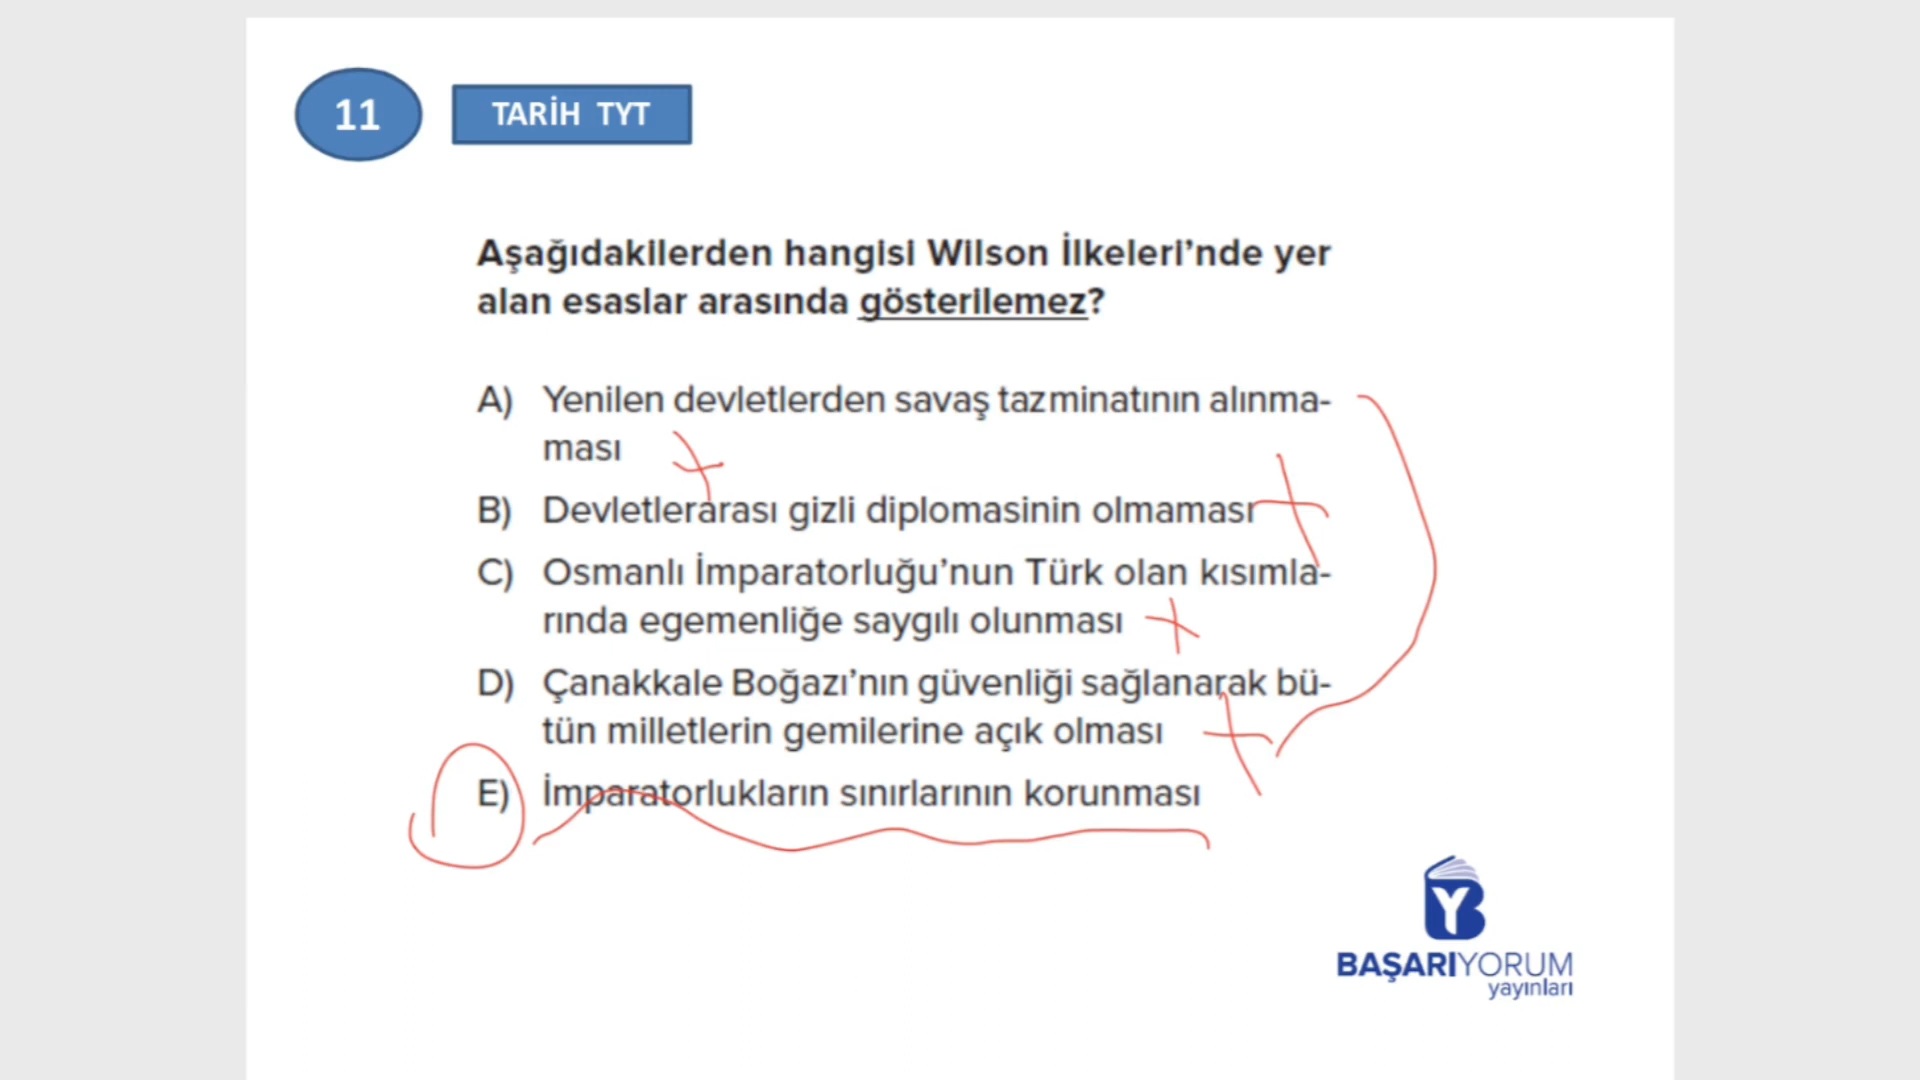 11
TARİH TYT
Aşağıdakilerden hangisi Wilson İlkeleri’nde yer
alan esaslar arasında gösterilemez?
A) Yenilen devletlerden savaş tazminatının alınma-
ması
B) Devletlerarası gizli diplomasinin olmaması
C) Osmanlı İmparatorluğu’nun Türk olan kısımla-
rında egemenliğe saygılı olunması
D) Çanakkale Boğazı’nın güvenliği sağlanarak bü-
tün milletlerin gemilerine açık olması
E) İmparatorlukların sınırlarının korunması
BAŞARIYORUM
yayınları